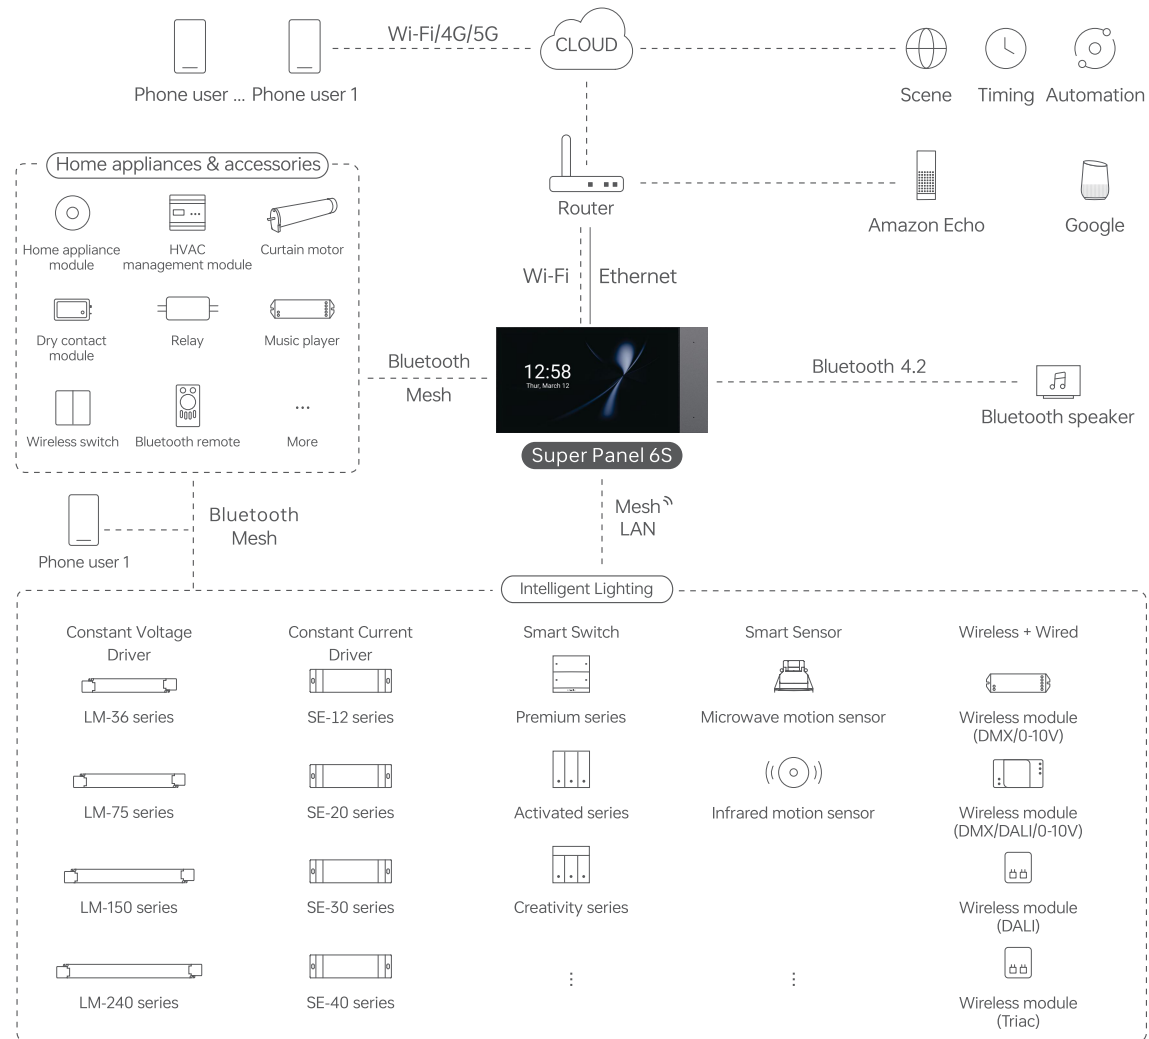 Wi-Fi/4G/5G
CLOUD
Phone user ... Phone user 1
Scene
Timing
Automation
Home appliances & accessories
Home appliance
module
HVAC
management module
Curtain motor
Dry contact
module
Relay
Music player
Wireless switch
Bluetooth remote
...
More
Router
Amazon Echo
Google
Wi-Fi
Ethernet
Bluetooth
Mesh
12:58
Thur, March 12
Super Panel 6S
Bluetooth 4.2
Bluetooth speaker
Phone user 1
Bluetooth
Mesh
Mesh
LAN
Intelligent Lighting
Constant Voltage
Driver
LM-36 series
LM-75 series
LM-150 series
LM-240 series
Constant Current
Driver
SE-12 series
SE-20 series
SE-30 series
SE-40 series
Smart Switch
Premium series
Activated series
Creativity series
⋮
Smart Sensor
Microwave motion sensor
Infrared motion sensor
⋮
Wireless + Wired
Wireless module
(DMX/0-10V)
Wireless module
(DMX/DALI/0-10V)
Wireless module
(DALI)
Wireless module
(Triac)